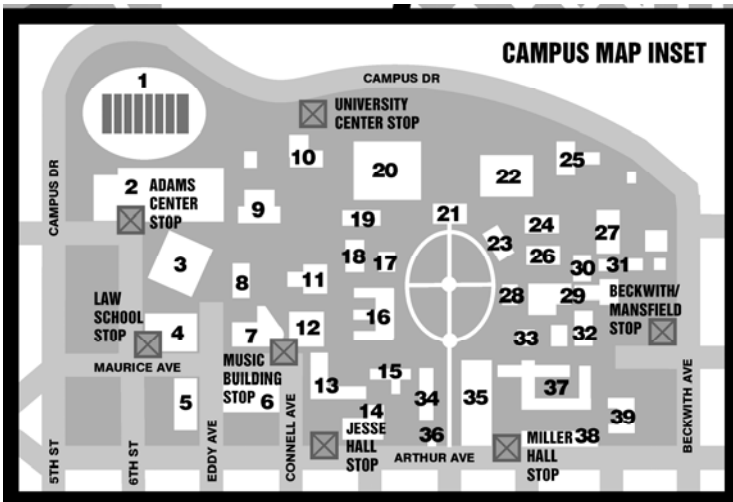 CAMPUS MAP INSET
CAMPUS DR
1
UNIVERSITY
CENTER STOP
10
20
22
25
CAMPUS DR
2
ADAMS
CENTER
STOP
9
19
21
24
27
3
18
17
23
26
8
11
30
31
LAW
SCHOOL
STOP
4
7
12
16
28
29
BECKWITH/
MANSFIELD
STOP
33
32
MAURICE AVE
MUSIC
BUILDING
STOP
6
5
13
15
14
34
35
37
39
36
38
JESSE
HALL
STOP
MILLER
HALL
STOP
ARTHUR AVE
5TH ST
6TH ST
EDDY AVE
CONNELL AVE
BECKWITH AVE